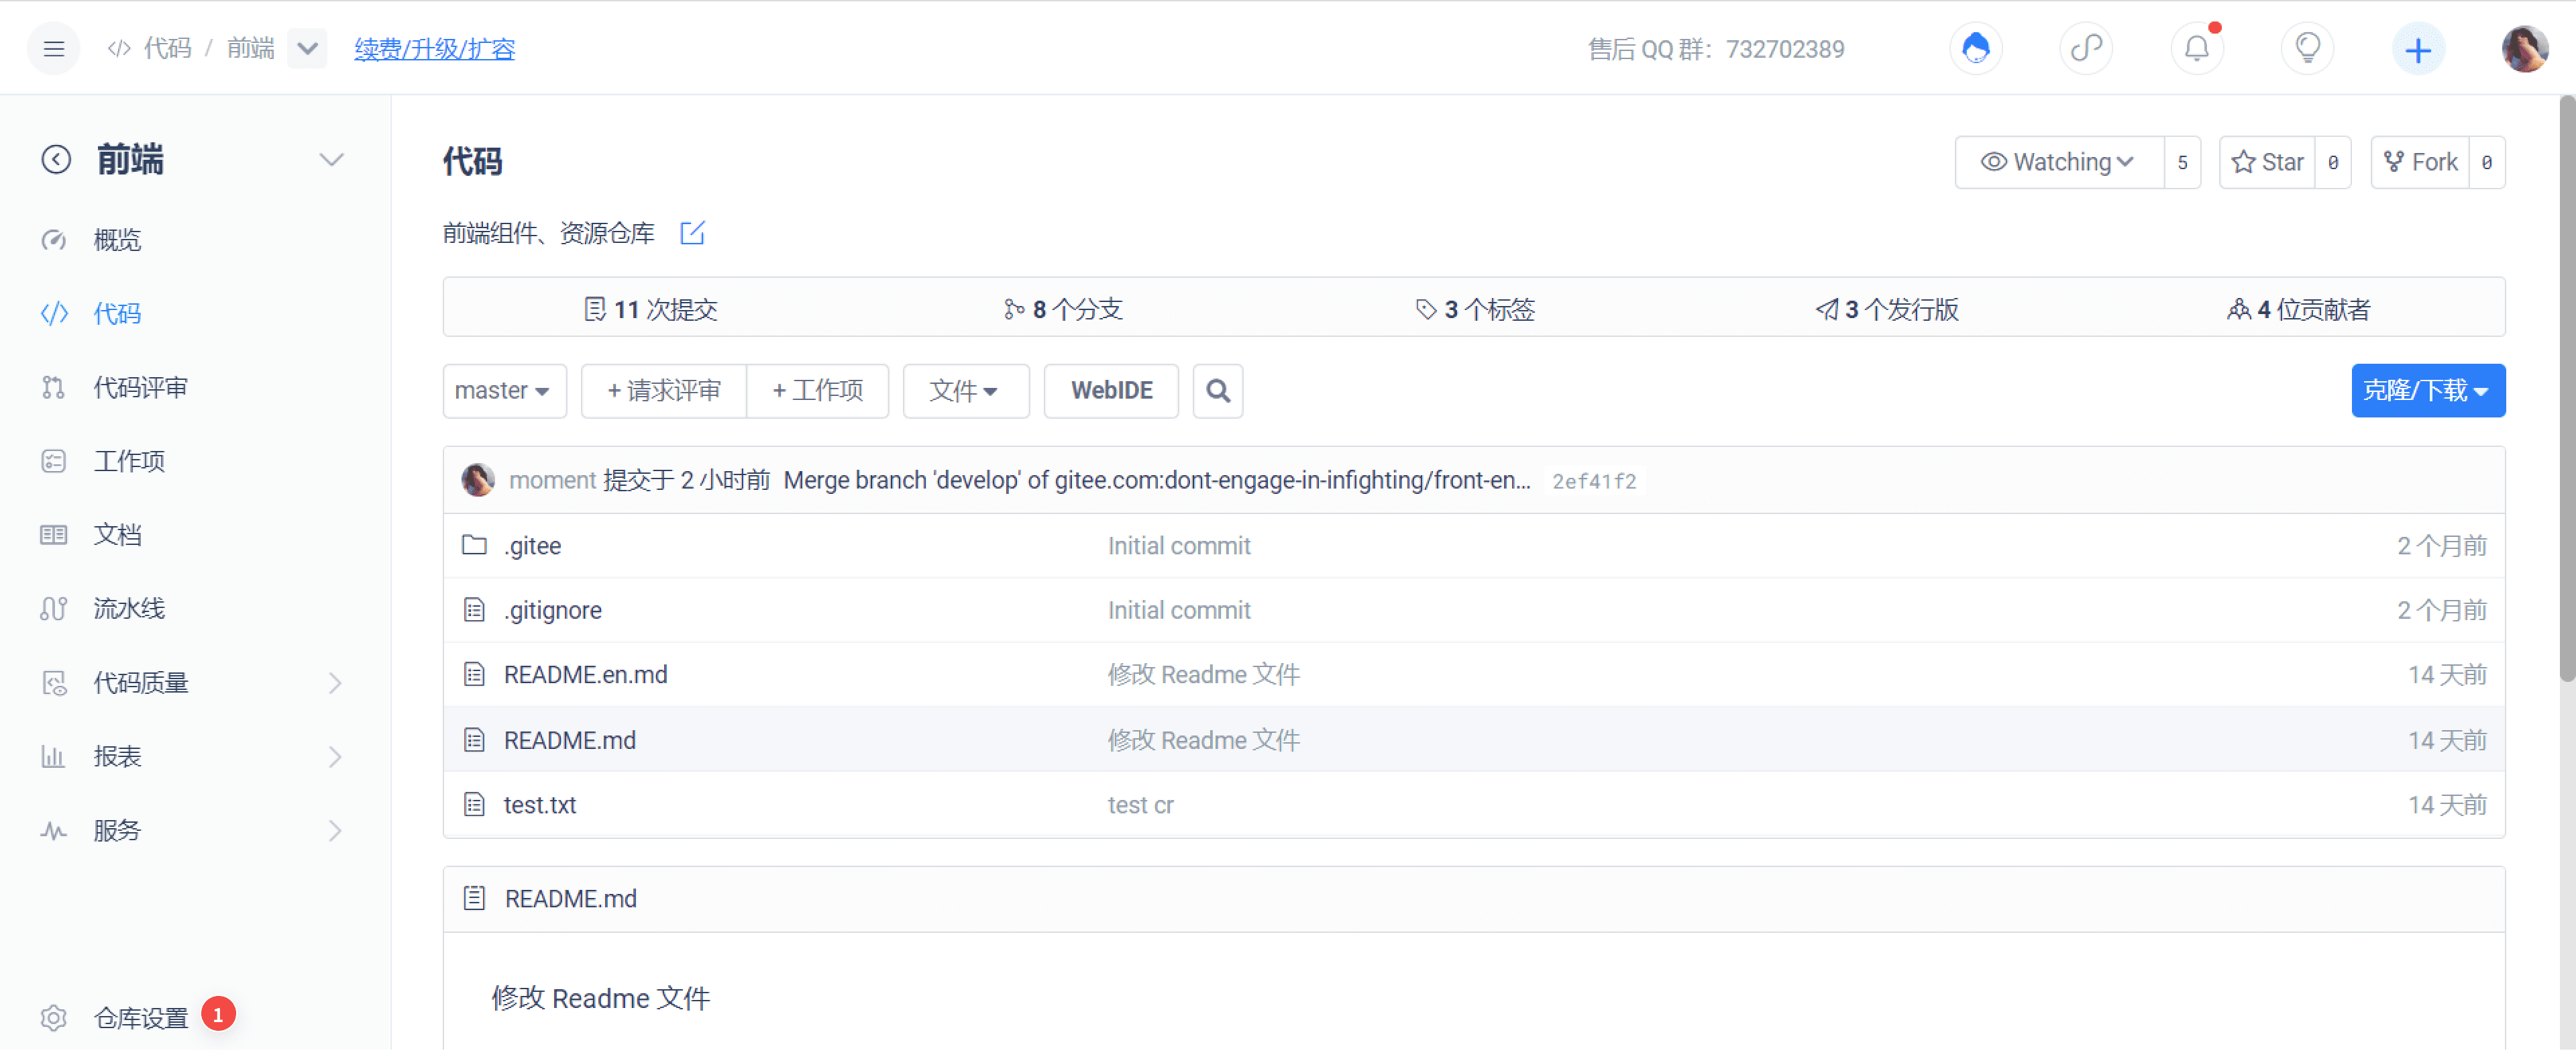 代码 / 前端 续费/升级/扩容 售后 QQ 群：732702389
前端
概览
代码
代码评审
工作项
文档
流水线
代码质量
报表
服务
仓库设置 1
代码 Watching 5 Star 0 Fork 0
前端组件、资源仓库
11 次提交 8 个分支 3 个标签 3 个发行版 4 位贡献者
master + 请求评审 + 工作项 文件 WebIDE 克隆/下载
moment 提交于 2 小时前 Merge branch 'develop' of gitee.com:dont-engage-in-infighting/front-en... 2ef41f2
.gitee Initial commit 2 个月前
.gitignore Initial commit 2 个月前
README.en.md 修改 Readme 文件 14 天前
README.md 修改 Readme 文件 14 天前
test.txt test cr 14 天前
README.md
修改 Readme 文件